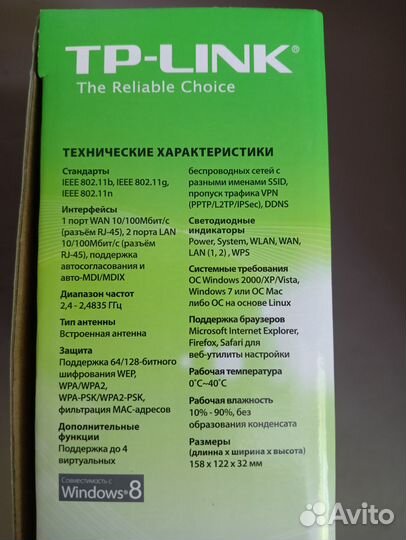 TP-LINK®
The Reliable Choice
ТЕХНИЧЕСКИЕ ХАРАКТЕРИСТИКИ
Стандарты
IEEE 802.11b, IEEE 802.11g,
IEEE 802.11n
Интерфейсы
1 порт WAN 10/100Мбит/с
(разъём RJ-45), 2 порта LAN
10/100Мбит/с (разъём
RJ-45), поддержка
автосогласования и
авто-MDI/MDIX
Диапазон частот
2,4 - 2,4835 ГГц
Тип антенны
Встроенная антенна
Защита
Поддержка 64/128-битного
шифрования WEP,
WPA/WPA2,
WPA-PSK/WPA2-PSK,
фильтрация MAC-адресов
Дополнительные
функции
Поддержка до 4
виртуальных
беспроводных сетей с
разными именами SSID,
пропуск трафика VPN
(PPTP/L2TP/IPSec), DDNS
Светодиодные
индикаторы
Power, System, WLAN, WAN,
LAN (1, 2) , WPS
Системные требования
ОС Windows 2000/XP/Vista,
Windows 7 или ОС Mac
либо ОС на основе Linux
Поддержка браузеров
Microsoft Internet Explorer,
Firefox, Safari для
веб-утилиты настройки
Рабочая температура
0˚C~40˚C
Рабочая влажность
10% - 90%, без
образования конденсата
Размеры
(длинна х ширина х высота)
158 x 122 x 32 мм
Совместимость с
Windows®8
Avito